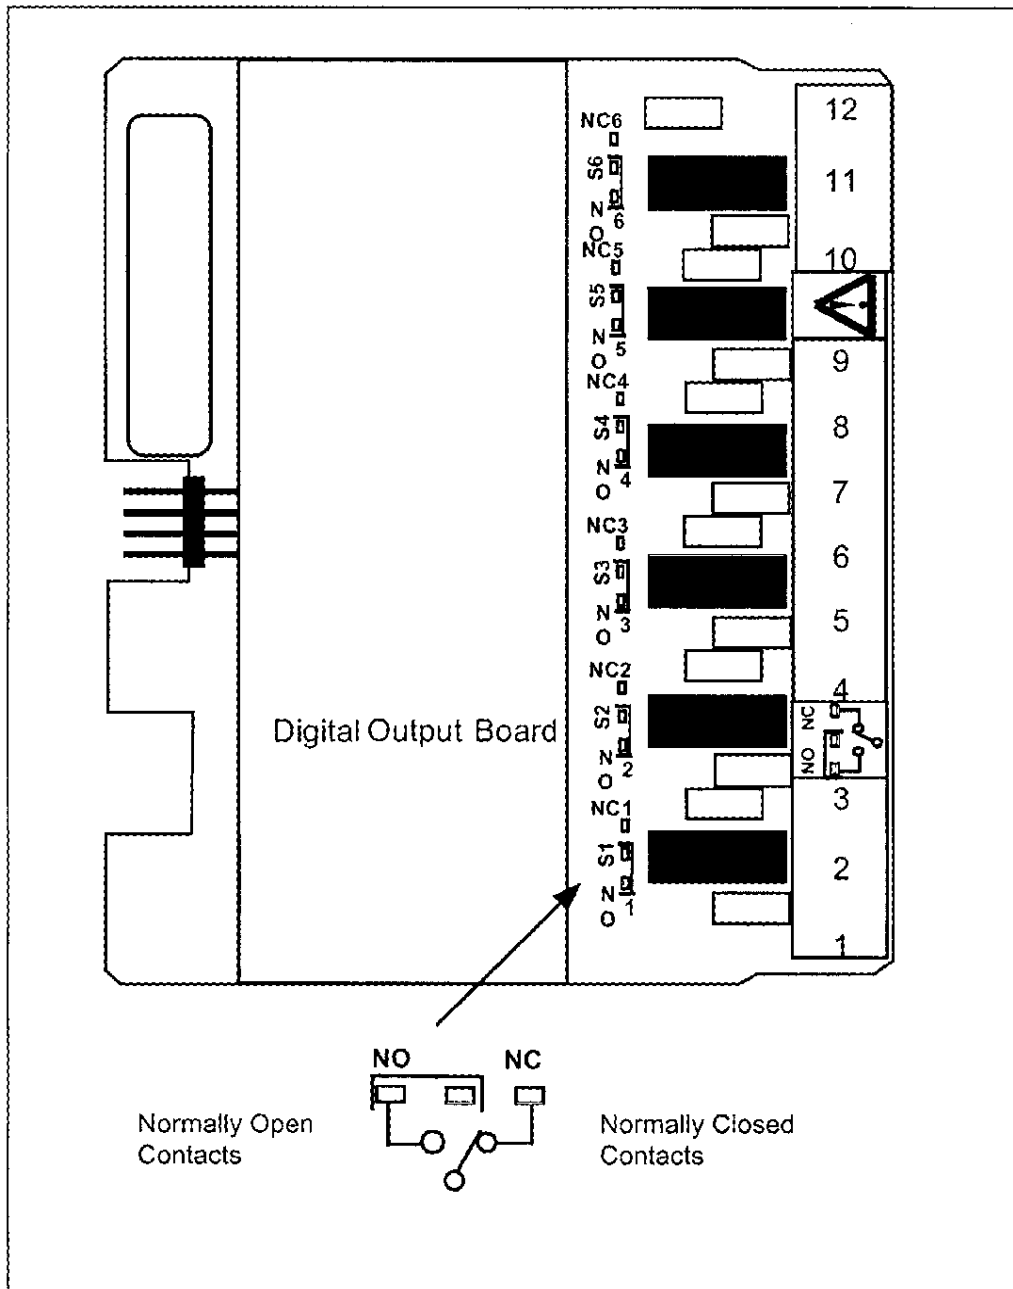 NC6
S6
N
O
6
NC5
S5
N
O
5
NC4
S4
N
O
4
NC3
S3
N
O
3
NC2
S2
N
O
2
NC1
S1
N
O
1
Digital Output Board
12
11
10
9
8
7
6
5
4
NC
NO
3
2
1
NO
NC
Normally Open
Contacts
Normally Closed
Contacts